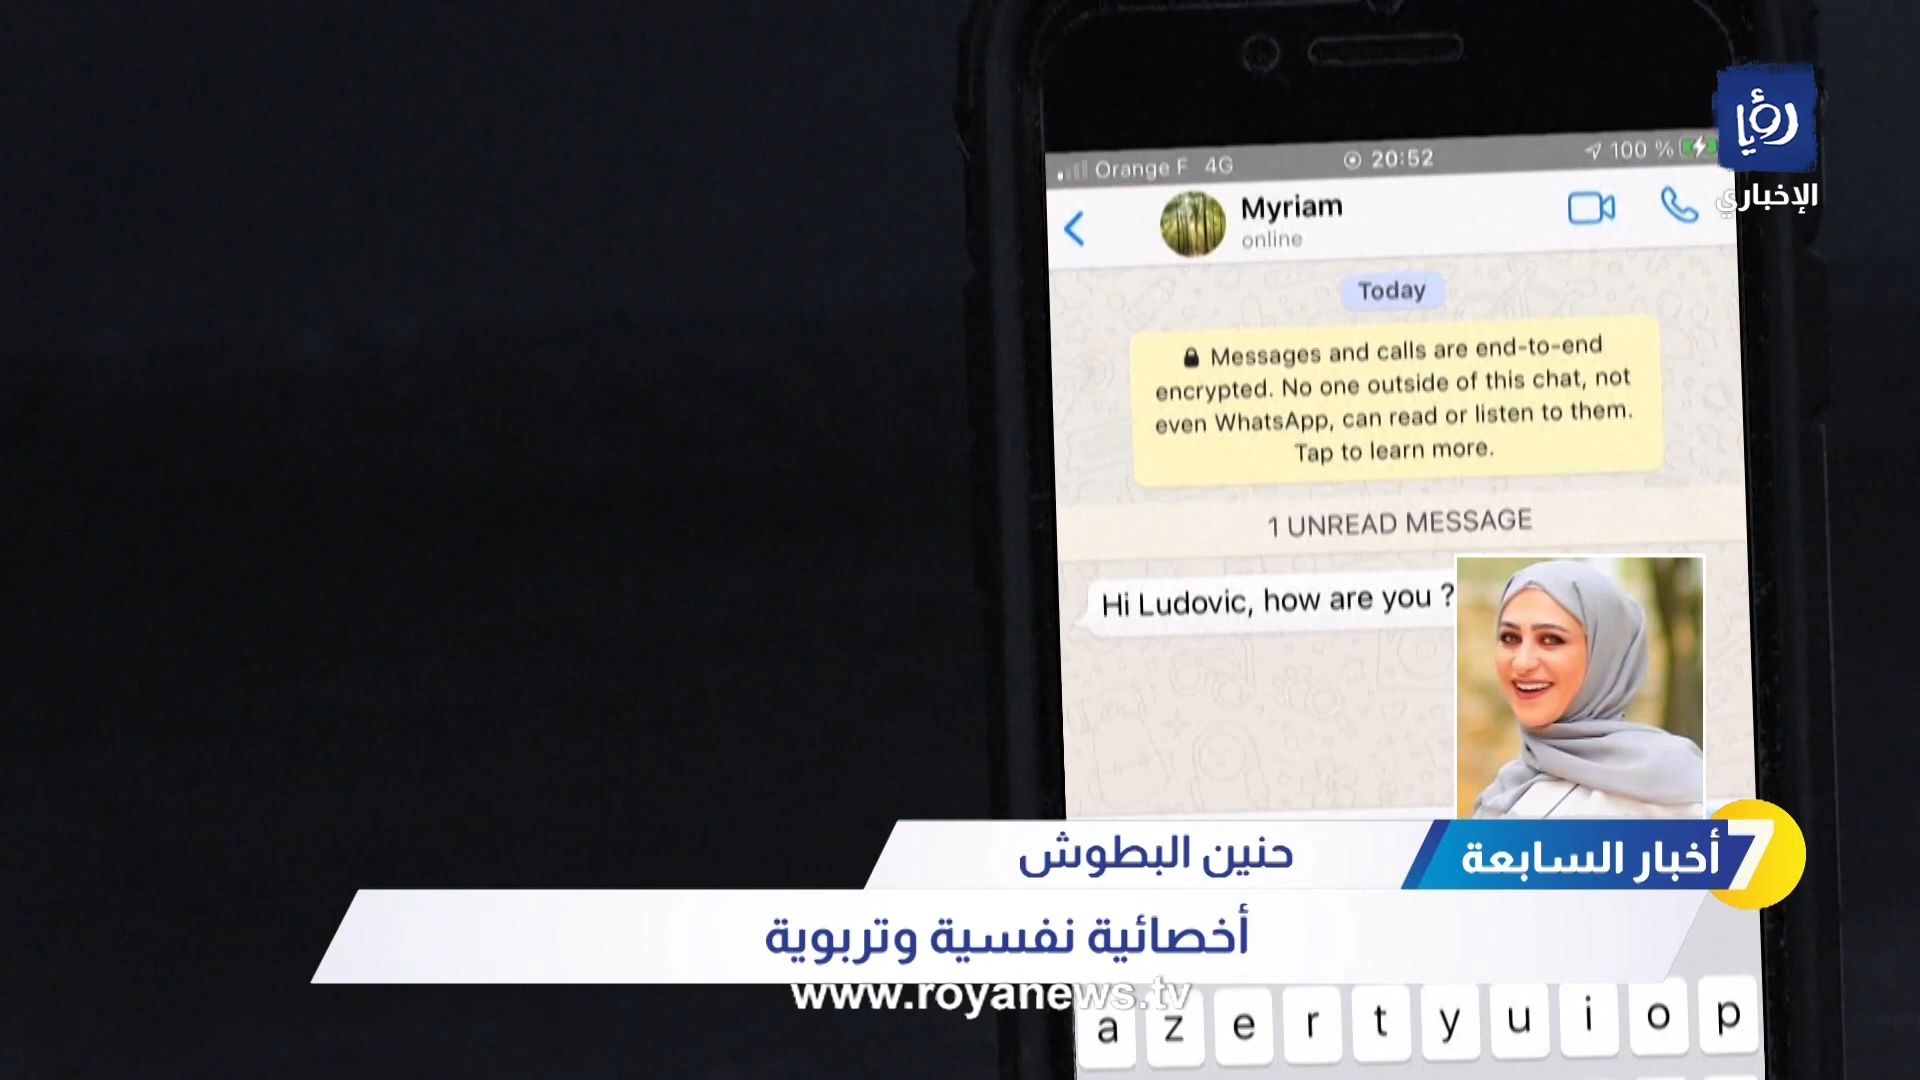 رؤيا
الإخباري
Orange F 4G
20:52
100 %
Myriam
online
Today
Messages and calls are end-to-end
encrypted. No one outside of this chat, not
even WhatsApp, can read or listen to them.
Tap to learn more.
1 UNREAD MESSAGE
Hi Ludovic, how are you ?
أخبار السابعة 7
حنين البطوش
أخصائية نفسية وتربوية
www.royanews.tv
a z e r t y u i o p